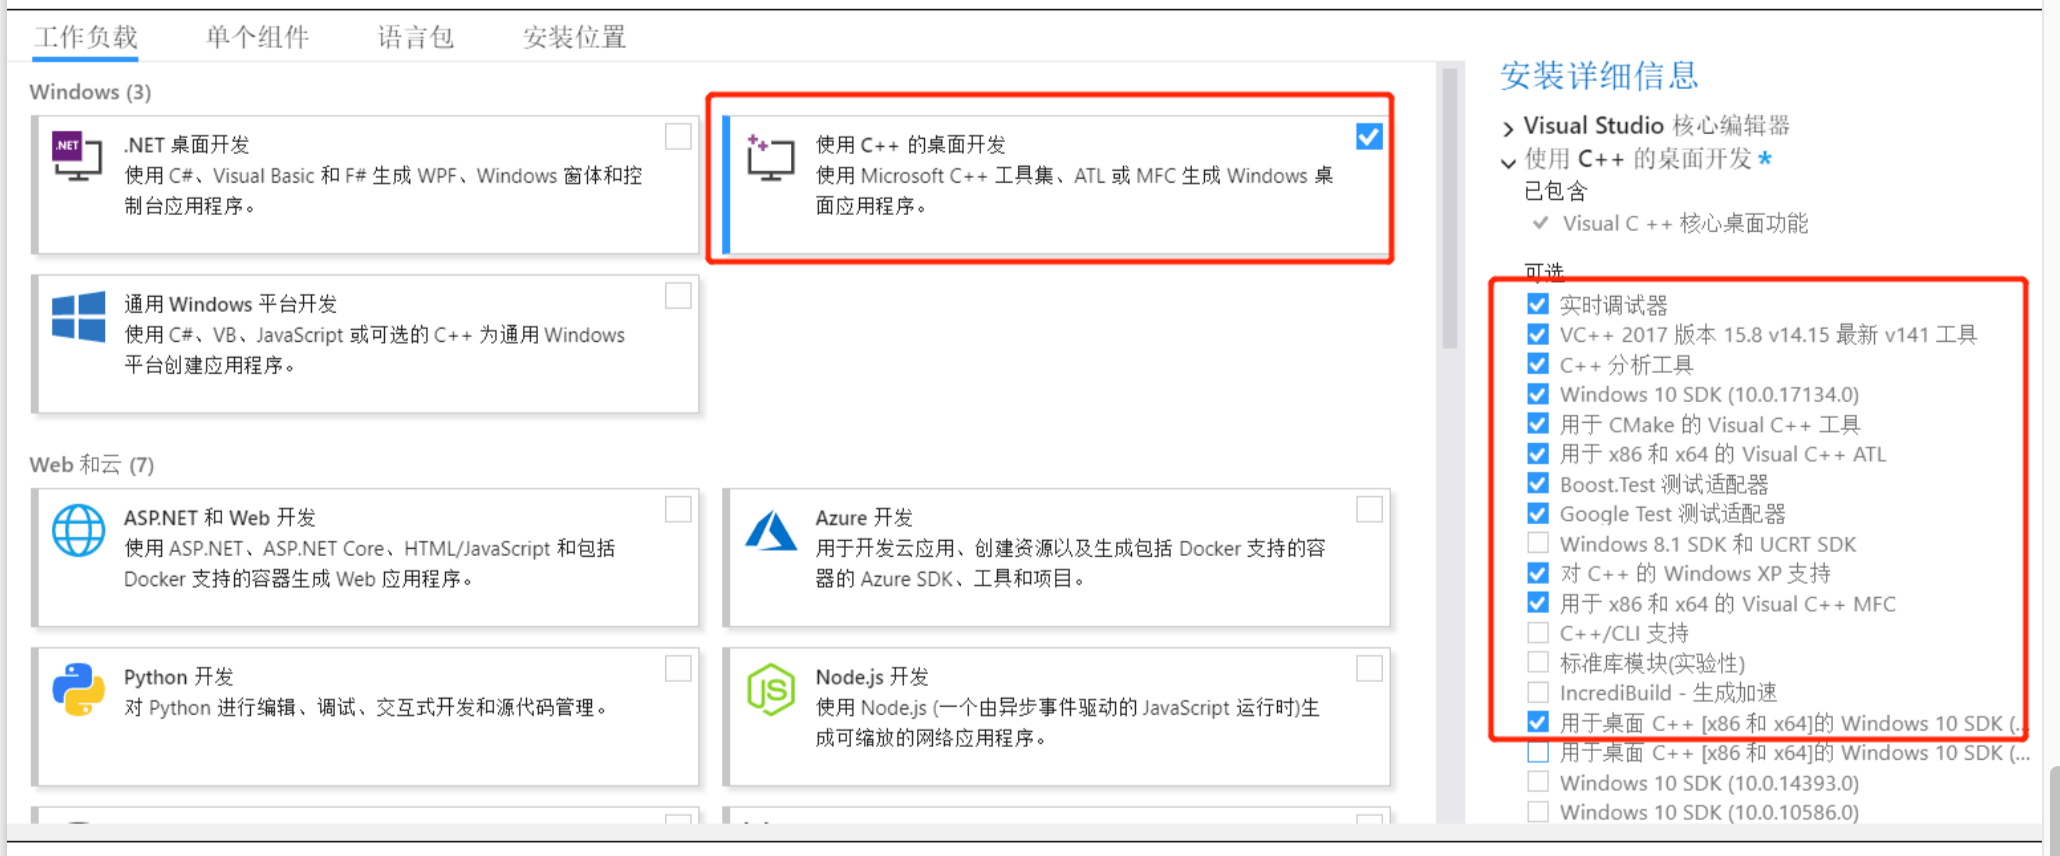 工作负载
单个组件
语言包
安装位置
Windows (3)
.NET 桌面开发
使用 C#、Visual Basic 和 F# 生成 WPF、Windows 窗体和控
制台应用程序。
使用 C++ 的桌面开发
使用 Microsoft C++ 工具集、ATL 或 MFC 生成 Windows 桌
面应用程序。
通用 Windows 平台开发
使用 C#、VB、JavaScript 或可选的 C++ 为通用 Windows
平台创建应用程序。
Web 和云 (7)
ASP.NET 和 Web 开发
使用 ASP.NET、ASP.NET Core、HTML/JavaScript 和包括
Docker 支持的容器生成 Web 应用程序。
Azure 开发
用于开发云应用、创建资源以及生成包括 Docker 支持的容
器的 Azure SDK、工具和项目。
Python 开发
对 Python 进行编辑、调试、交互式开发和源代码管理。
Node.js 开发
使用 Node.js (一个由异步事件驱动的 JavaScript 运行时)生
成可缩放的网络应用程序。
安装详细信息
Visual Studio 核心编辑器
使用 C++ 的桌面开发 *
已包含
Visual C ++ 核心桌面功能
可选
实时调试器
VC++ 2017 版本 15.8 v14.15 最新 v141 工具
C++ 分析工具
Windows 10 SDK (10.0.17134.0)
用于 CMake 的 Visual C++ 工具
用于 x86 和 x64 的 Visual C++ ATL
Boost.Test 测试适配器
Google Test 测试适配器
Windows 8.1 SDK 和 UCRT SDK
对 C++ 的 Windows XP 支持
用于 x86 和 x64 的 Visual C++ MFC
C++/CLI 支持
标准库模块(实验性)
IncrediBuild - 生成加速
用于桌面 C++ [x86 和 x64]的 Windows 10 SDK (...
用于桌面 C++ [x86 和 x64]的 Windows 10 SDK (...
Windows 10 SDK (10.0.14393.0)
Windows 10 SDK (10.0.10586.0)